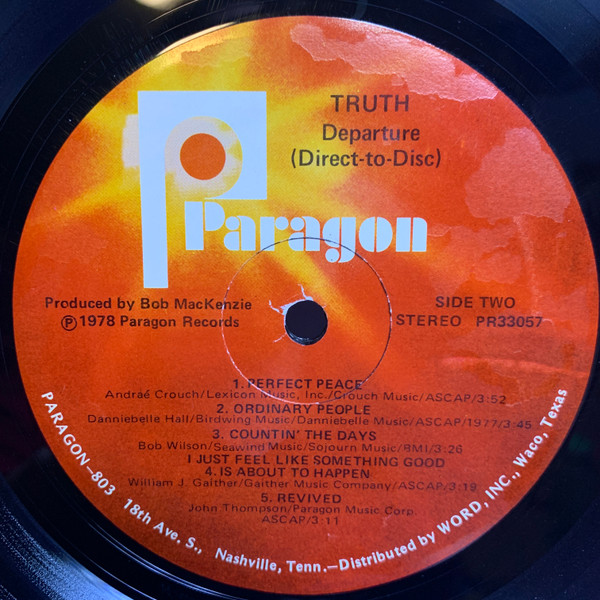 TRUTH
Departure
(Direct-to-Disc)
Paragon
Produced by Bob MacKenzie
Ⓟ1978 Paragon Records
SIDE TWO
STEREO PR33057
1. PERFECT PEACE
Andraé Crouch/Lexicon Music, Inc./Crouch Music/ASCAP/3:52
2. ORDINARY PEOPLE
Danniebelle Hall/Birdwing Music/Danniebelle Music/ASCAP/1977/3:45
3. COUNTIN' THE DAYS
Bob Wilson/Seawind Music/Sojourn Music/BMI/3:26
I JUST FEEL LIKE SOMETHING GOOD
4. IS ABOUT TO HAPPEN
William J. Gaither/Gaither Music Company/ASCAP/3:19
5. REVIVED
John Thompson/Paragon Music Corp.
ASCAP/3:11
PARAGON—803 18th Ave. S., Nashville, Tenn.—Distributed by WORD, INC., Waco, Texas